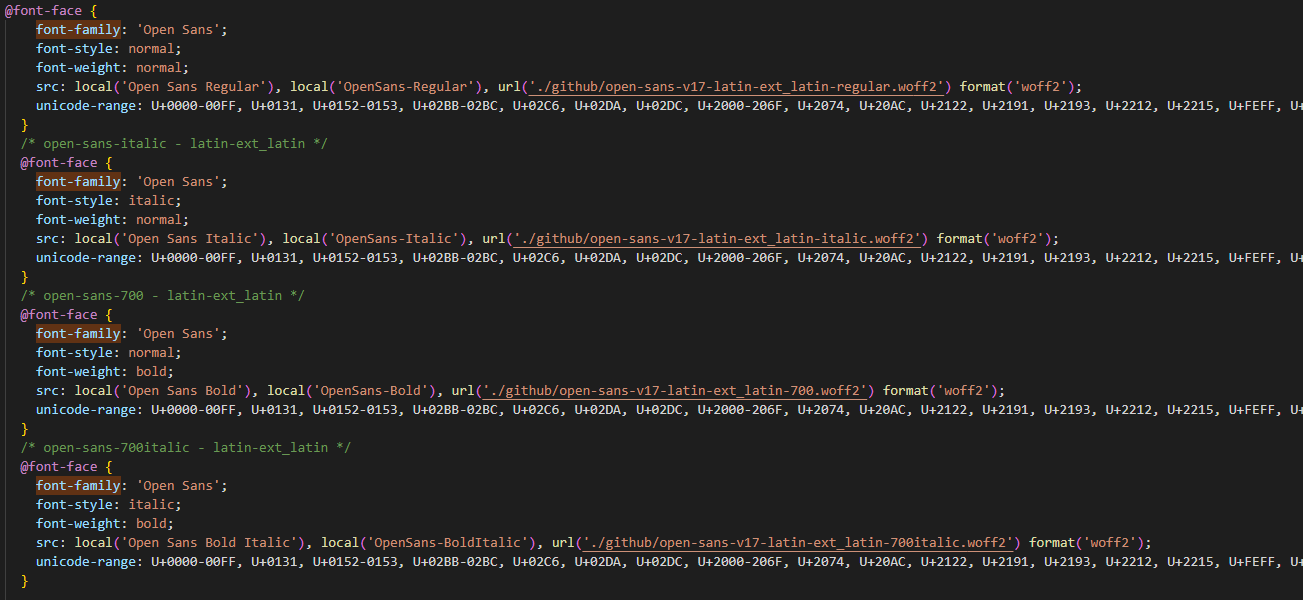 @font-face {
font-family: 'Open Sans';
font-style: normal;
font-weight: normal;
src: local('Open Sans Regular'), local('OpenSans-Regular'), url('./github/open-sans-v17-latin-ext_latin-regular.woff2') format('woff2');
unicode-range: U+0000-00FF, U+0131, U+0152-0153, U+02BB-02BC, U+02C6, U+02DA, U+02DC, U+2000-206F, U+2074, U+20AC, U+2122, U+2191, U+2193, U+2212, U+2215, U+FEFF, U+
}
/* open-sans-italic - latin-ext_latin */
@font-face {
font-family: 'Open Sans';
font-style: italic;
font-weight: normal;
src: local('Open Sans Italic'), local('OpenSans-Italic'), url('./github/open-sans-v17-latin-ext_latin-italic.woff2') format('woff2');
unicode-range: U+0000-00FF, U+0131, U+0152-0153, U+02BB-02BC, U+02C6, U+02DA, U+02DC, U+2000-206F, U+2074, U+20AC, U+2122, U+2191, U+2193, U+2212, U+2215, U+FEFF, U+
}
/* open-sans-700 - latin-ext_latin */
@font-face {
font-family: 'Open Sans';
font-style: normal;
font-weight: bold;
src: local('Open Sans Bold'), local('OpenSans-Bold'), url('./github/open-sans-v17-latin-ext_latin-700.woff2') format('woff2');
unicode-range: U+0000-00FF, U+0131, U+0152-0153, U+02BB-02BC, U+02C6, U+02DA, U+02DC, U+2000-206F, U+2074, U+20AC, U+2122, U+2191, U+2193, U+2212, U+2215, U+FEFF, U+
}
/* open-sans-700italic - latin-ext_latin */
@font-face {
font-family: 'Open Sans';
font-style: italic;
font-weight: bold;
src: local('Open Sans Bold Italic'), local('OpenSans-BoldItalic'), url('./github/open-sans-v17-latin-ext_latin-700italic.woff2') format('woff2');
unicode-range: U+0000-00FF, U+0131, U+0152-0153, U+02BB-02BC, U+02C6, U+02DA, U+02DC, U+2000-206F, U+2074, U+20AC, U+2122, U+2191, U+2193, U+2212, U+2215, U+FEFF, U+
}